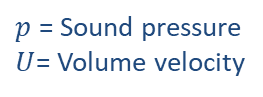 p = Sound pressure
U= Volume velocity